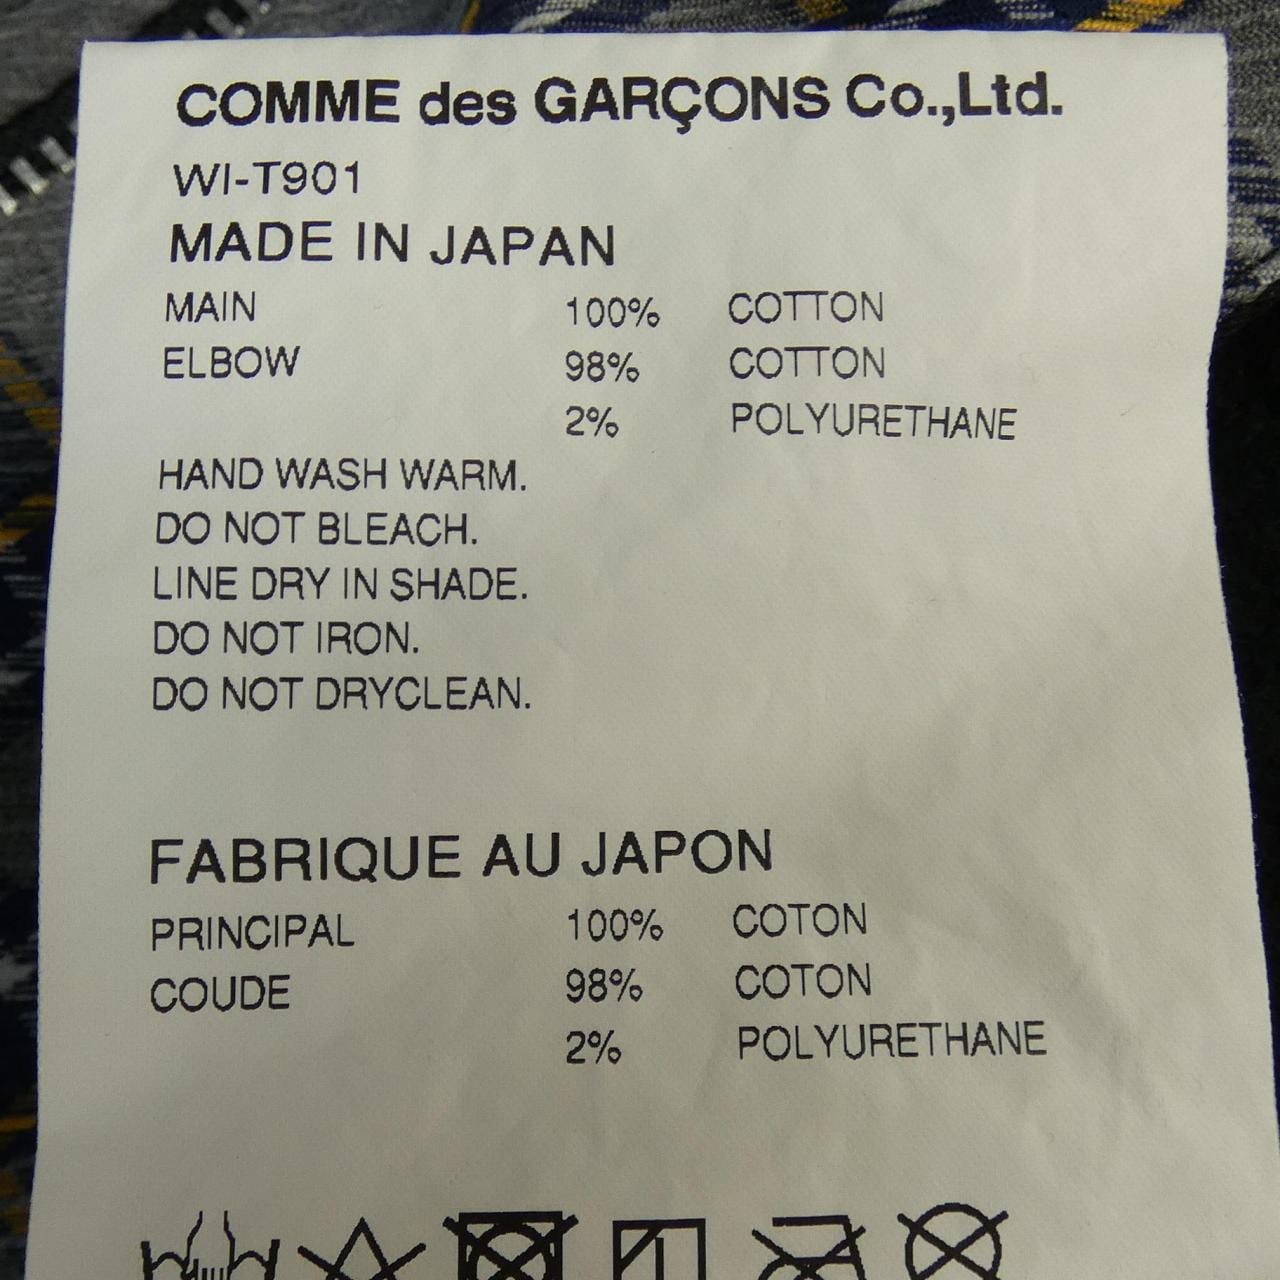 COMME des GARÇONS Co.,Ltd.
WI-T901
MADE IN JAPAN
MAIN 100% COTTON
ELBOW 98% COTTON
2% POLYURETHANE
HAND WASH WARM.
DO NOT BLEACH.
LINE DRY IN SHADE.
DO NOT IRON.
DO NOT DRYCLEAN.
FABRIQUE AU JAPON
PRINCIPAL 100% COTON
COUDE 98% COTON
2% POLYURETHANE